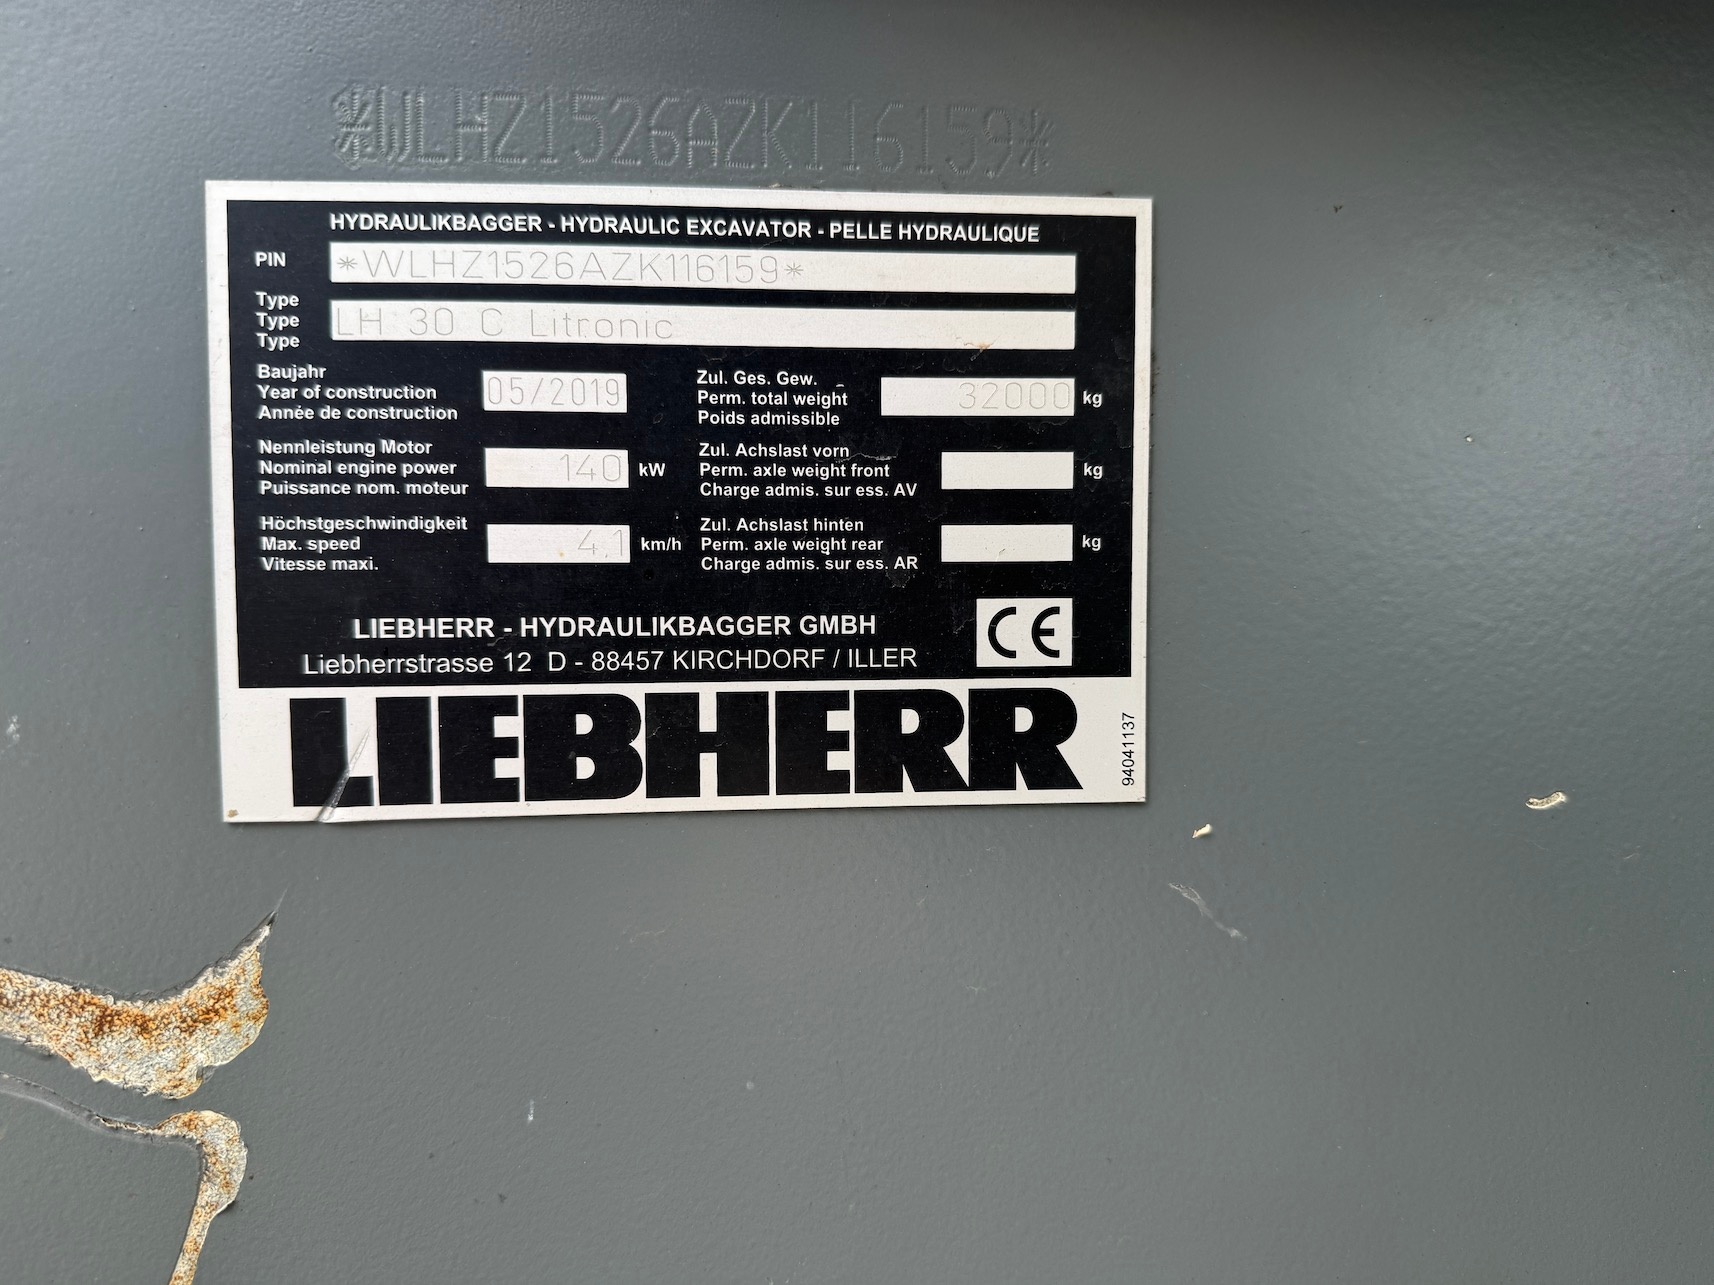 *WLHZ1526AZK116159*
HYDRAULIKBAGGER - HYDRAULIC EXCAVATOR - PELLE HYDRAULIQUE
PIN *WLHZ1526AZK116159*
Type
Type LH 30 C Litronic
Type
Baujahr
Year of construction 05/2019
Année de construction
Zul. Ges. Gew.
Perm. total weight 32000 kg
Poids admissible
Nennleistung Motor
Nominal engine power 140 kW
Puissance nom. moteur
Zul. Achslast vorn
Perm. axle weight front kg
Charge admis. sur ess. AV
Höchstgeschwindigkeit
Max. speed 4.1 km/h
Vitesse maxi.
Zul. Achslast hinten
Perm. axle weight rear kg
Charge admis. sur ess. AR
LIEBHERR - HYDRAULIKBAGGER GMBH
Liebherrstrasse 12 D - 88457 KIRCHDORF / ILLER
CE
LIEBHERR
94041137